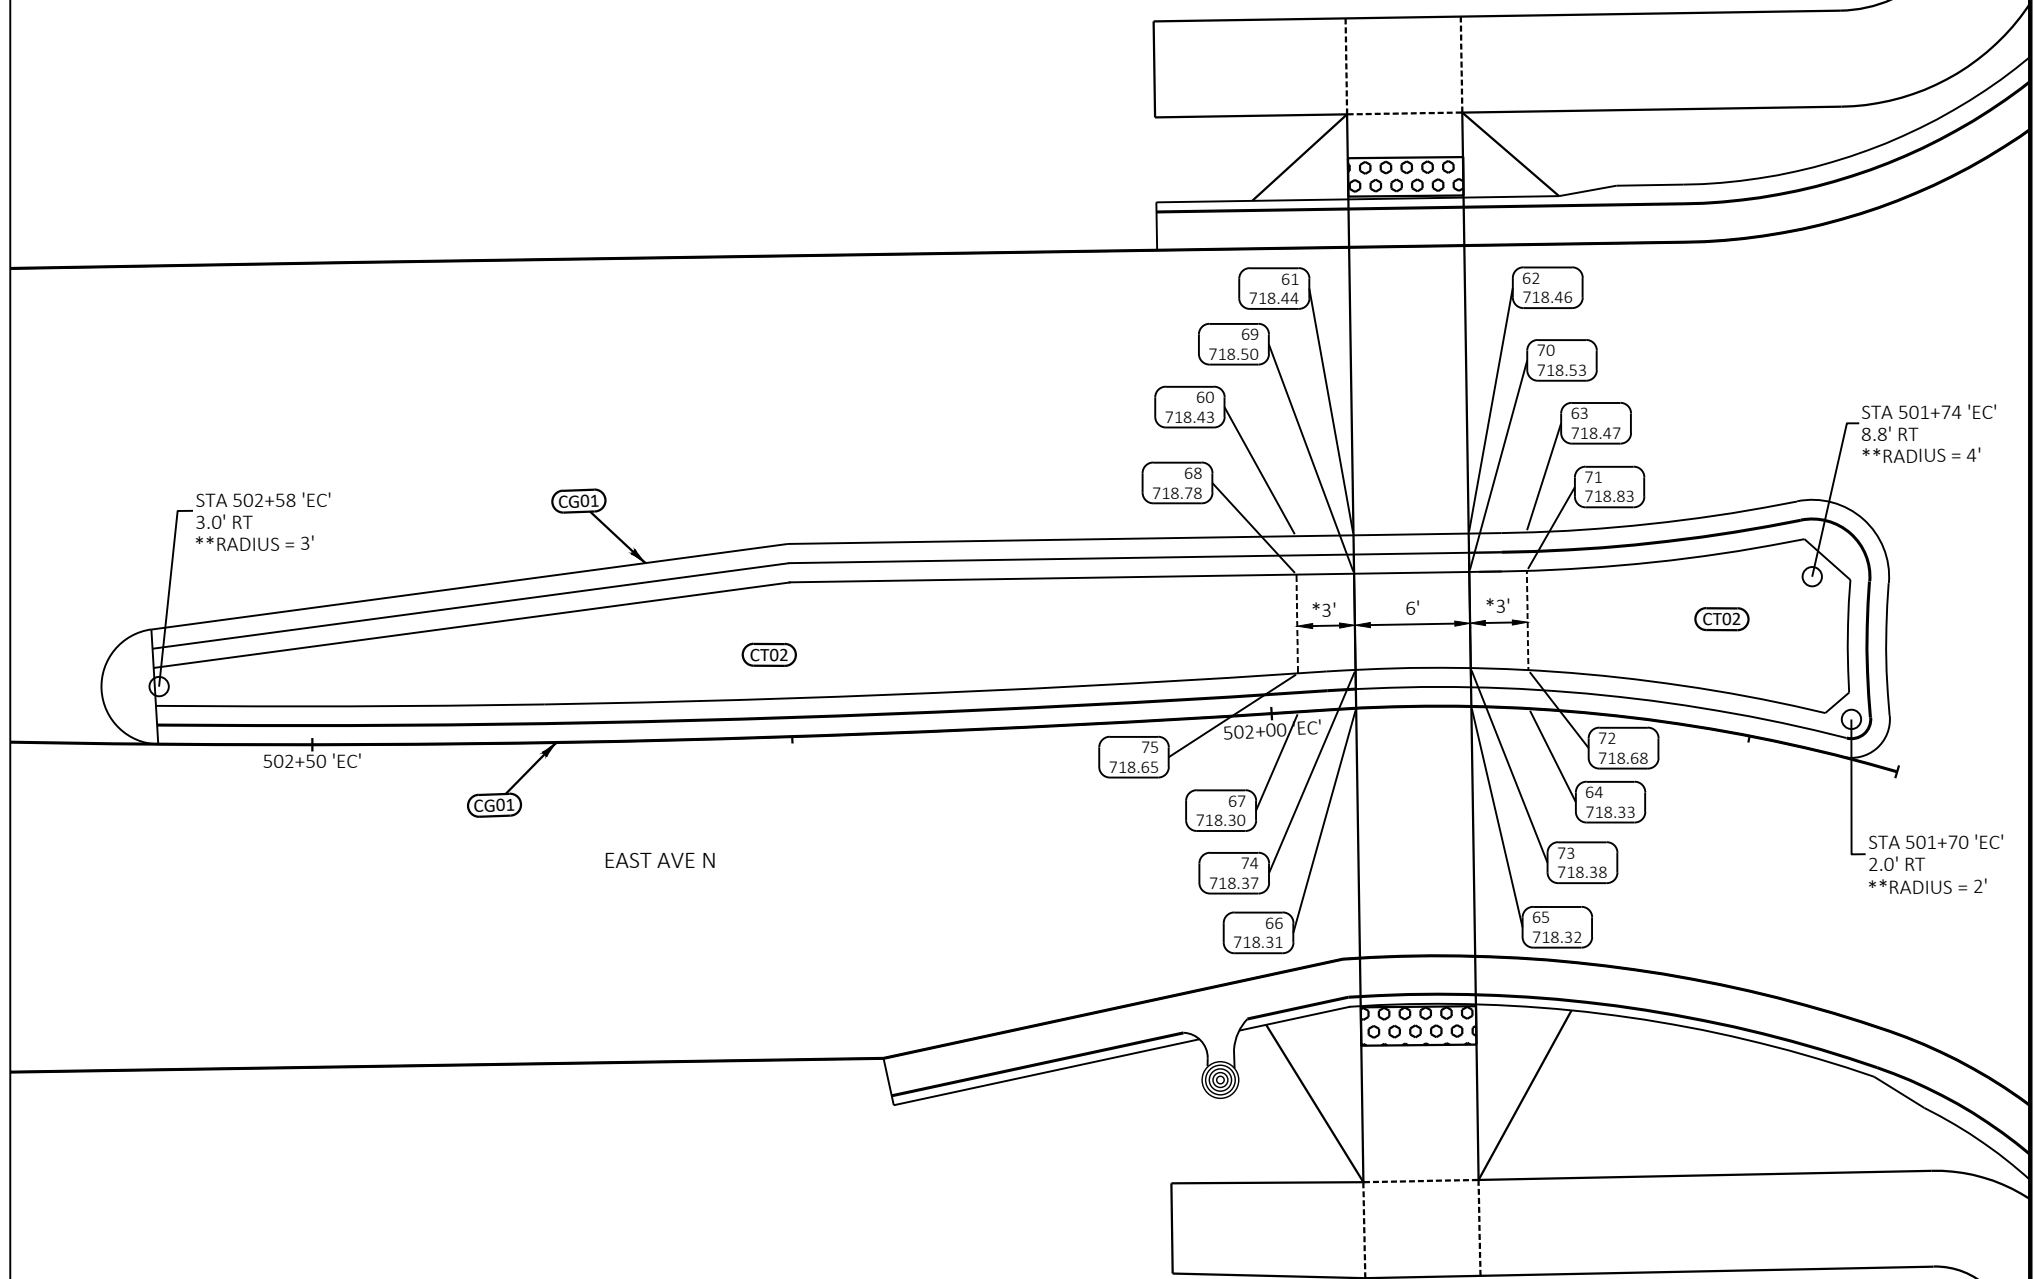 61
718.44
62
718.46
69
718.50
70
718.53
60
718.43
63
718.47
68
718.78
71
718.83
STA 501+74 'EC'
8.8' RT
**RADIUS = 4'
STA 502+58 'EC'
3.0' RT
**RADIUS = 3'
CG01
*3'
6'
*3'
CT02
CT02
502+50 'EC'
502+00 'EC'
CG01
75
718.65
72
718.68
67
718.30
64
718.33
EAST AVE N
74
718.37
73
718.38
STA 501+70 'EC'
2.0' RT
**RADIUS = 2'
66
718.31
65
718.32